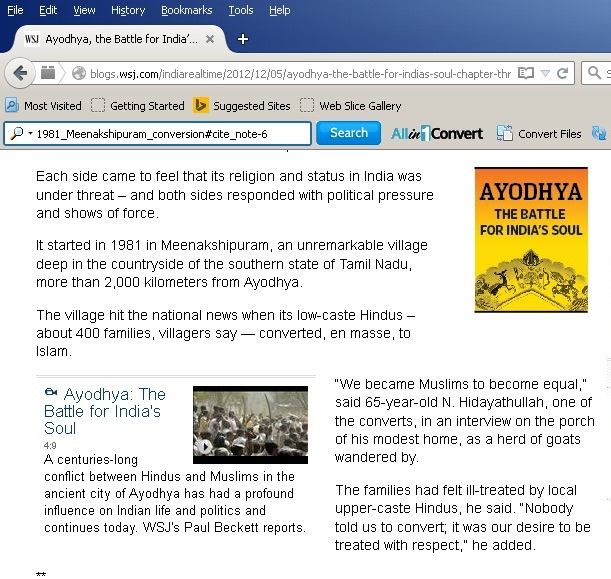 File Edit View History Bookmarks Tools Help
WSJ Ayodhya, the Battle for India'... × +
blogs.wsj.com/indiarealtime/2012/12/05/ayodhya-the-battle-for-indias-soul-chapter-thr
Most Visited Getting Started Suggested Sites Web Slice Gallery
1981_Meenakshipuram_conversion#cite_note-6 Search All in 1 Convert Convert Files
Each side came to feel that its religion and status in India was
under threat – and both sides responded with political pressure
and shows of force.
It started in 1981 in Meenakshipuram, an unremarkable village
deep in the countryside of the southern state of Tamil Nadu,
more than 2,000 kilometers from Ayodhya.
The village hit the national news when its low-caste Hindus –
about 400 families, villagers say — converted, en masse, to
Islam.
AYODHYA
THE BATTLE
FOR INDIA'S SOUL
Ayodhya: The
Battle for India's
Soul
4:9
A centuries-long
conflict between Hindus and Muslims in the
ancient city of Ayodhya has had a profound
influence on Indian life and politics and
continues today. WSJ's Paul Beckett reports.
"We became Muslims to become equal,"
said 65-year-old N. Hidayathullah, one of
the converts, in an interview on the porch
of his modest home, as a herd of goats
wandered by.
The families had felt ill-treated by local
upper-caste Hindus, he said. "Nobody
told us to convert; it was our desire to be
treated with respect," he added.
**